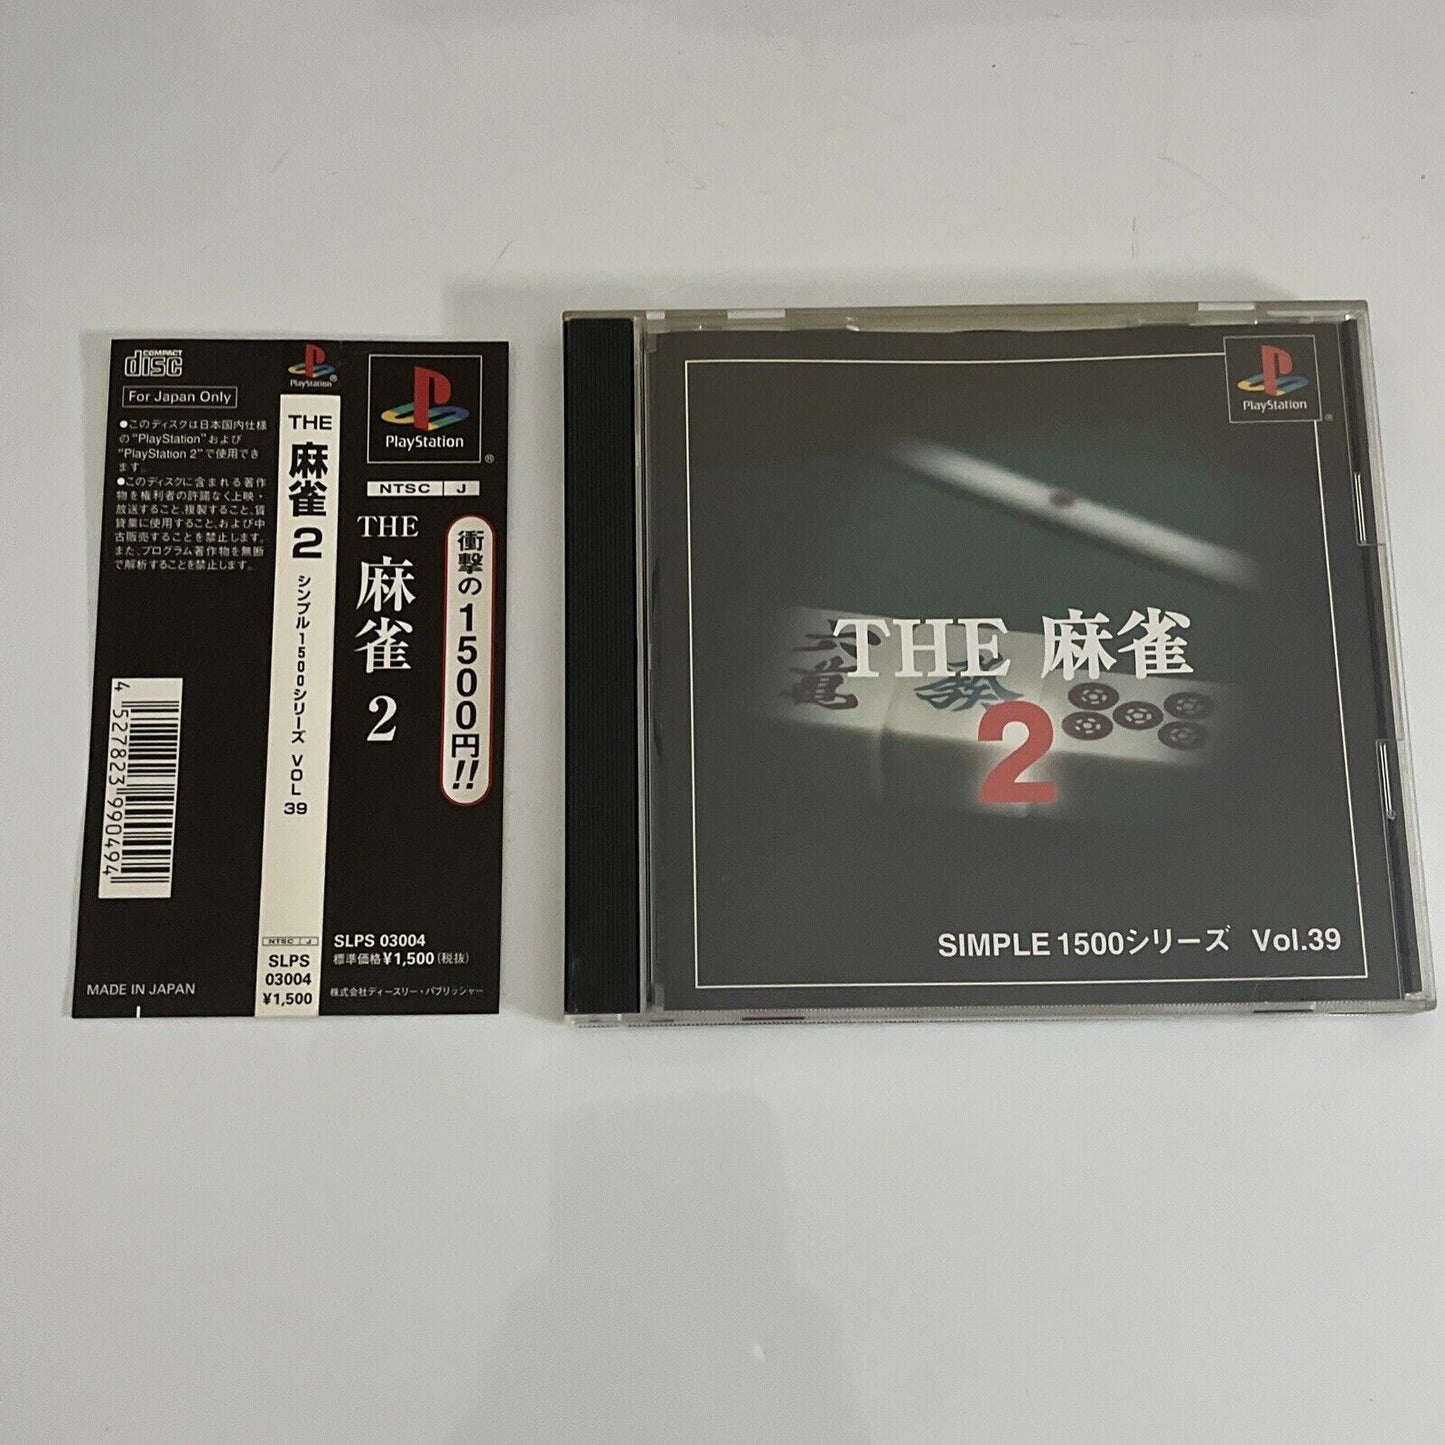 COMPACT
disc
For Japan Only
●このディスクは日本国内仕様
の"PlayStation"および
"PlayStation 2"で使用でき
ます。
●このディスクに含まれる著作
物を権利者の許諾なく上映・
放送すること、複製すること、賃
貸業に使用すること、および中
古販売することを禁止します。
また、プログラム著作物を無断
で解析することを禁止します。
4 527823 990494
MADE IN JAPAN
PlayStation®
THE 麻雀 2 シンプル1500シリーズ VOL 39
NTSC J
SLPS
03004
¥1,500
PlayStation®
NTSC J
THE 麻雀 2
衝撃の1500円!!
SLPS 03004
標準価格¥1,500(税抜)
株式会社ディースリー・パブリッシャー
PlayStation®
六萬
發
THE 麻雀
2
SIMPLE 1500シリーズ Vol.39